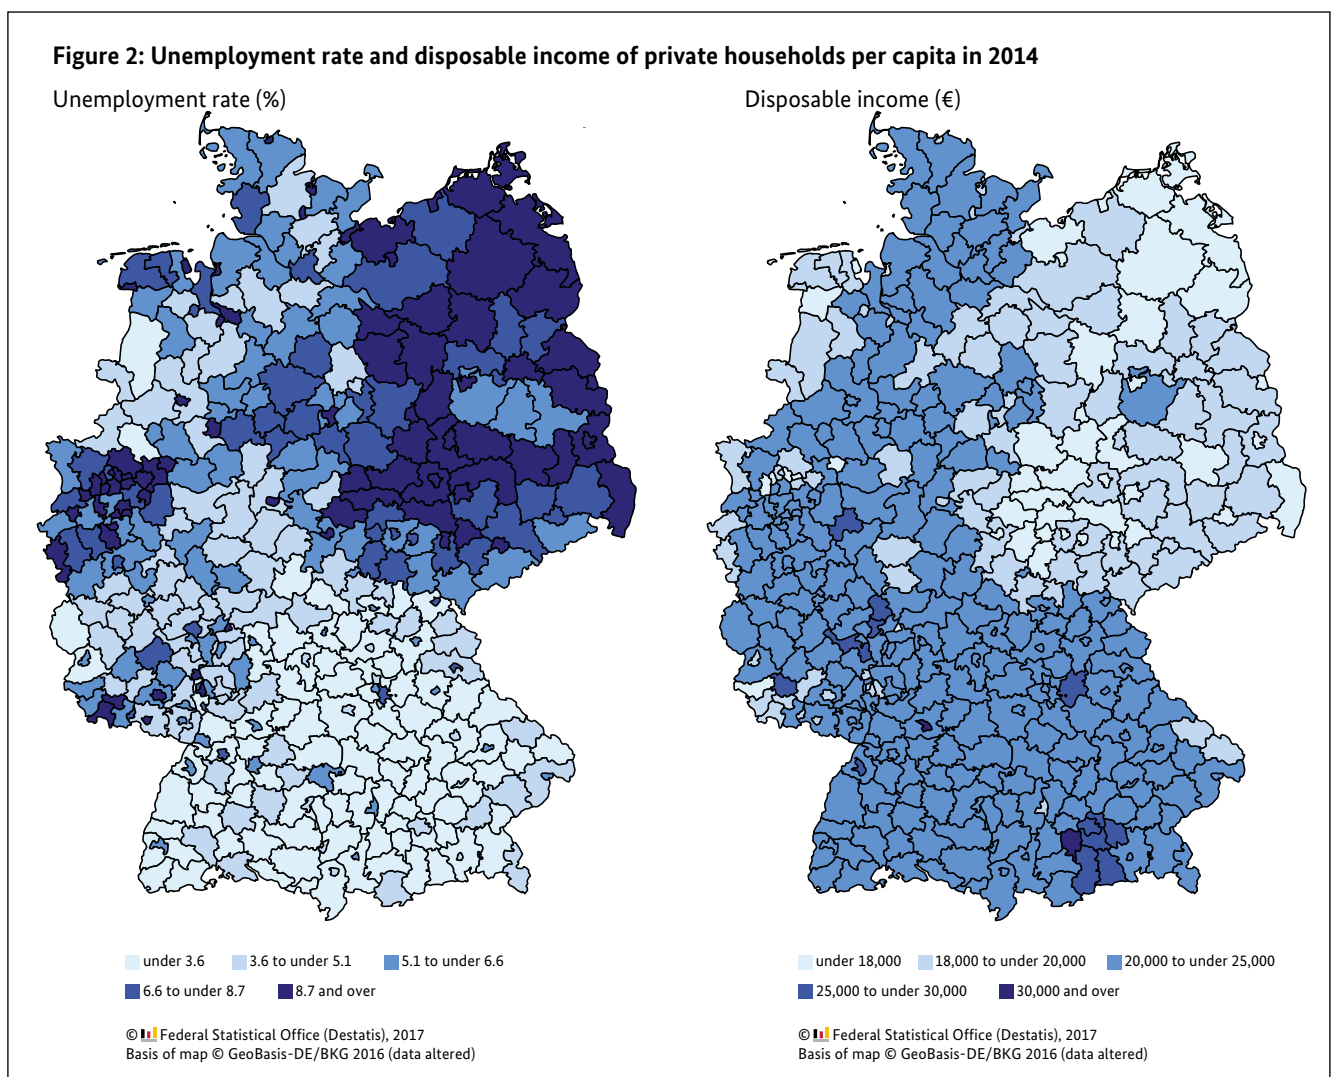 Figure 2: Unemployment rate and disposable income of private households per capita in 2014
Unemployment rate (%)
Disposable income (€)
under 3.6
3.6 to under 5.1
5.1 to under 6.6
6.6 to under 8.7
8.7 and over
© Federal Statistical Office (Destatis), 2017
Basis of map © GeoBasis-DE/BKG 2016 (data altered)
under 18,000
18,000 to under 20,000
20,000 to under 25,000
25,000 to under 30,000
30,000 and over
© Federal Statistical Office (Destatis), 2017
Basis of map © GeoBasis-DE/BKG 2016 (data altered)